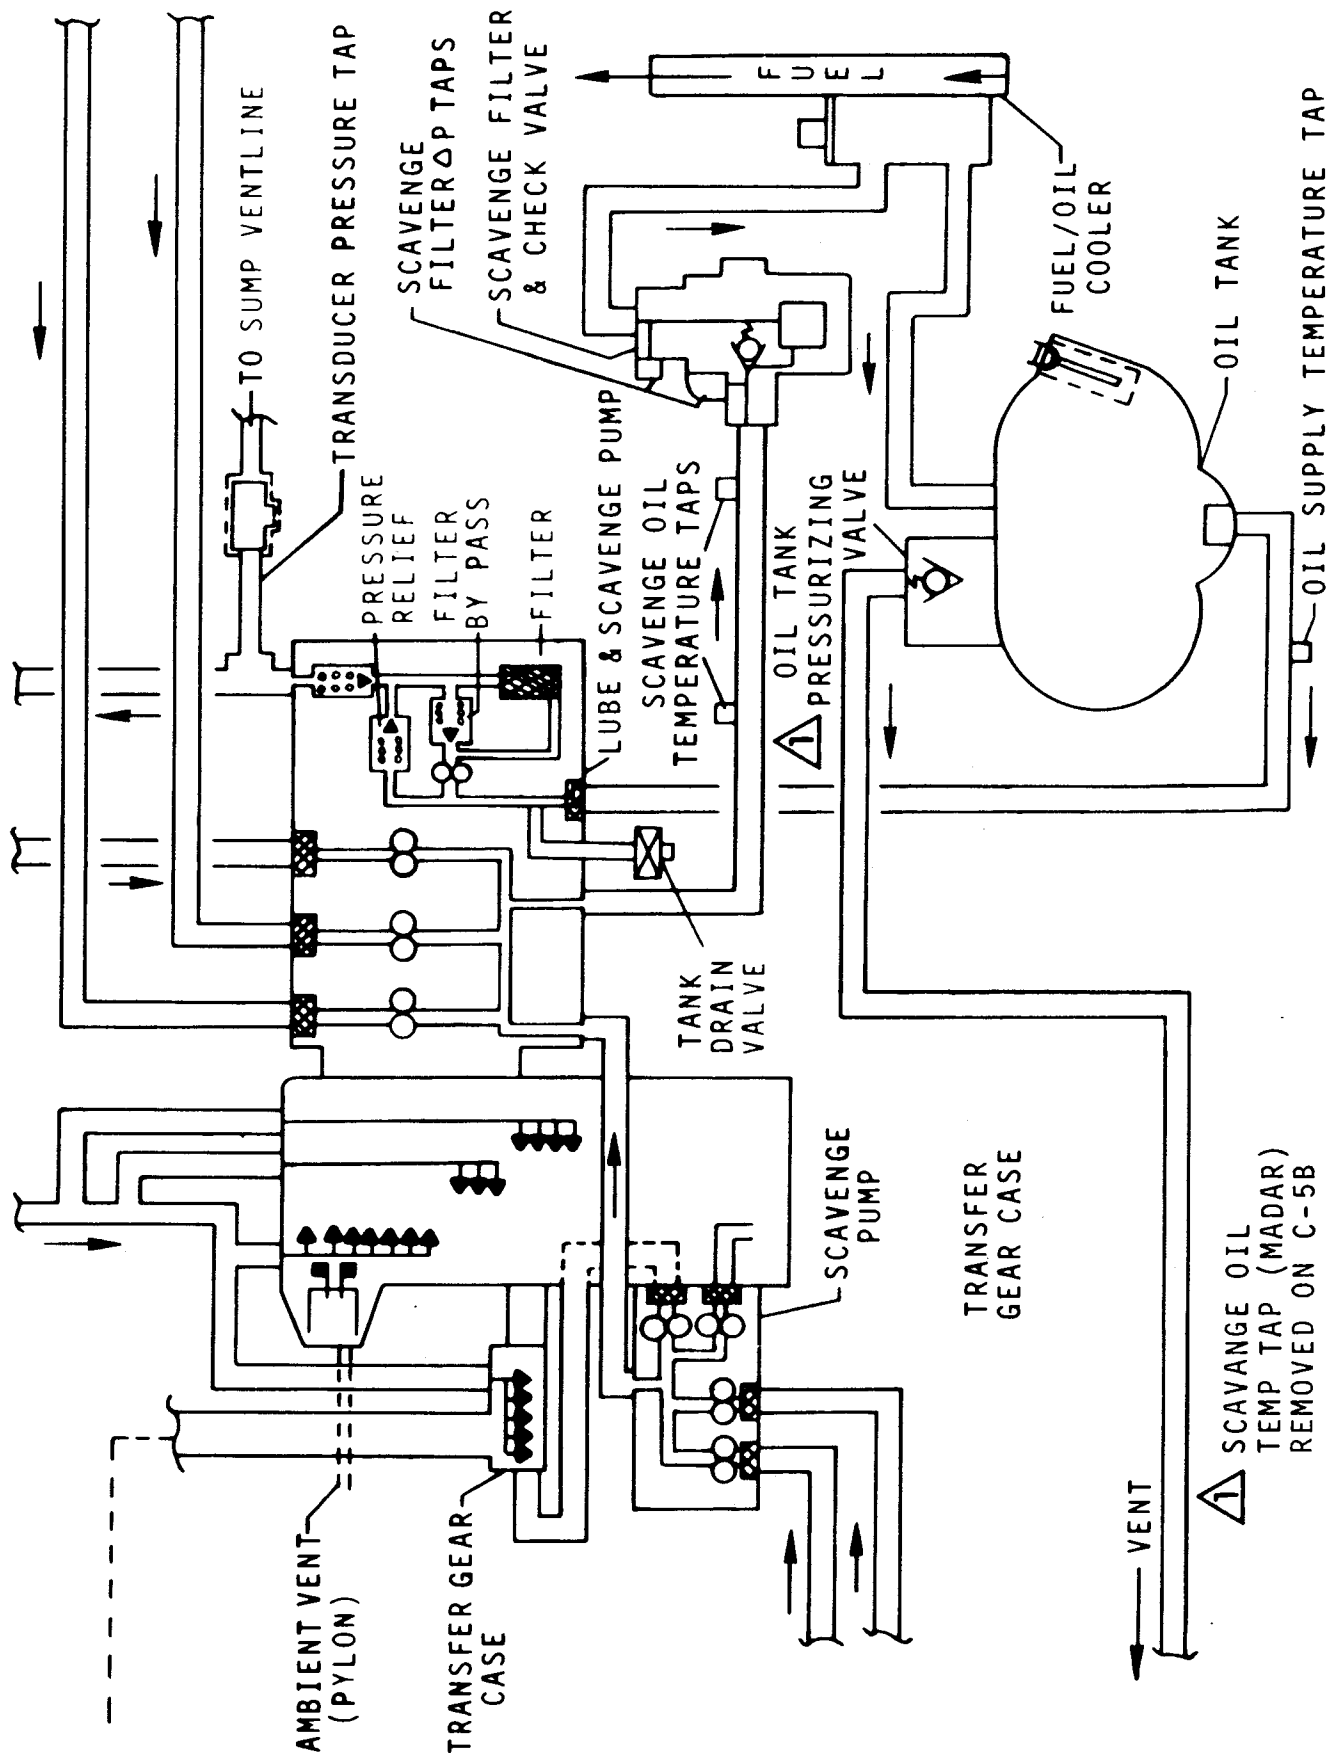 TO SUMP VENTLINE
TRANSDUCER PRESSURE TAP
SCAVENGE
FILTER Δ P TAPS
SCAVENGE FILTER
& CHECK VALVE
FUEL
PRESSURE
RELIEF
FILTER
BY PASS
FILTER
LUBE & SCAVENGE PUMP
SCAVENGE OIL
TEMPERATURE TAPS
1
OIL TANK
PRESSURIZING
VALVE
FUEL/OIL
COOLER
OIL TANK
OIL SUPPLY TEMPERATURE TAP
TANK
DRAIN
VALVE
AMBIENT VENT
(PYLON)
TRANSFER GEAR
CASE
SCAVENGE
PUMP
TRANSFER
GEAR CASE
VENT
1
SCAVANGE OIL
TEMP TAP (MADAR)
REMOVED ON C-5B